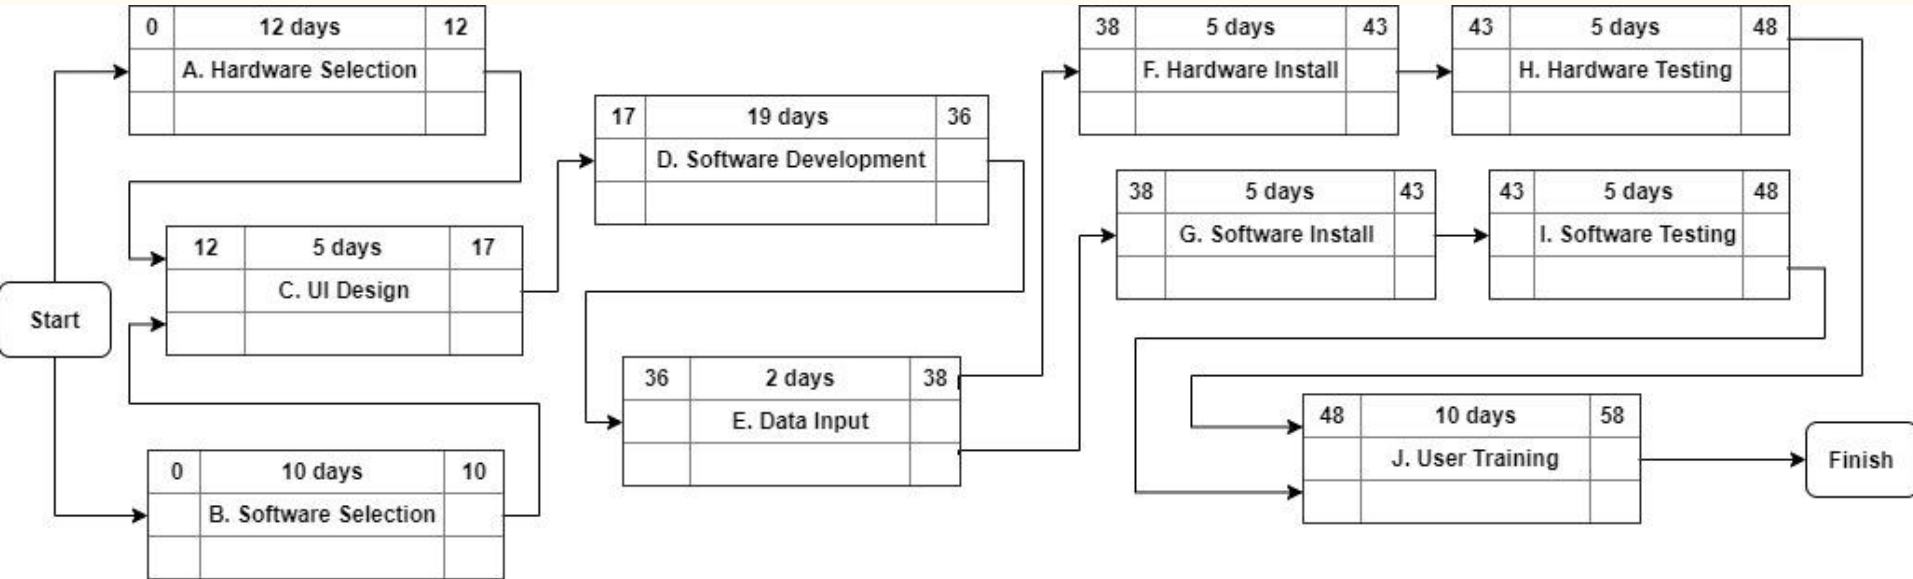 0 12 days 12
A. Hardware Selection
12 5 days 17
C. UI Design
Start
0 10 days 10
B. Software Selection
17 19 days 36
D. Software Development
36 2 days 38
E. Data Input
38 5 days 43
F. Hardware Install
43 5 days 48
H. Hardware Testing
38 5 days 43
G. Software Install
43 5 days 48
I. Software Testing
48 10 days 58
J. User Training
Finish